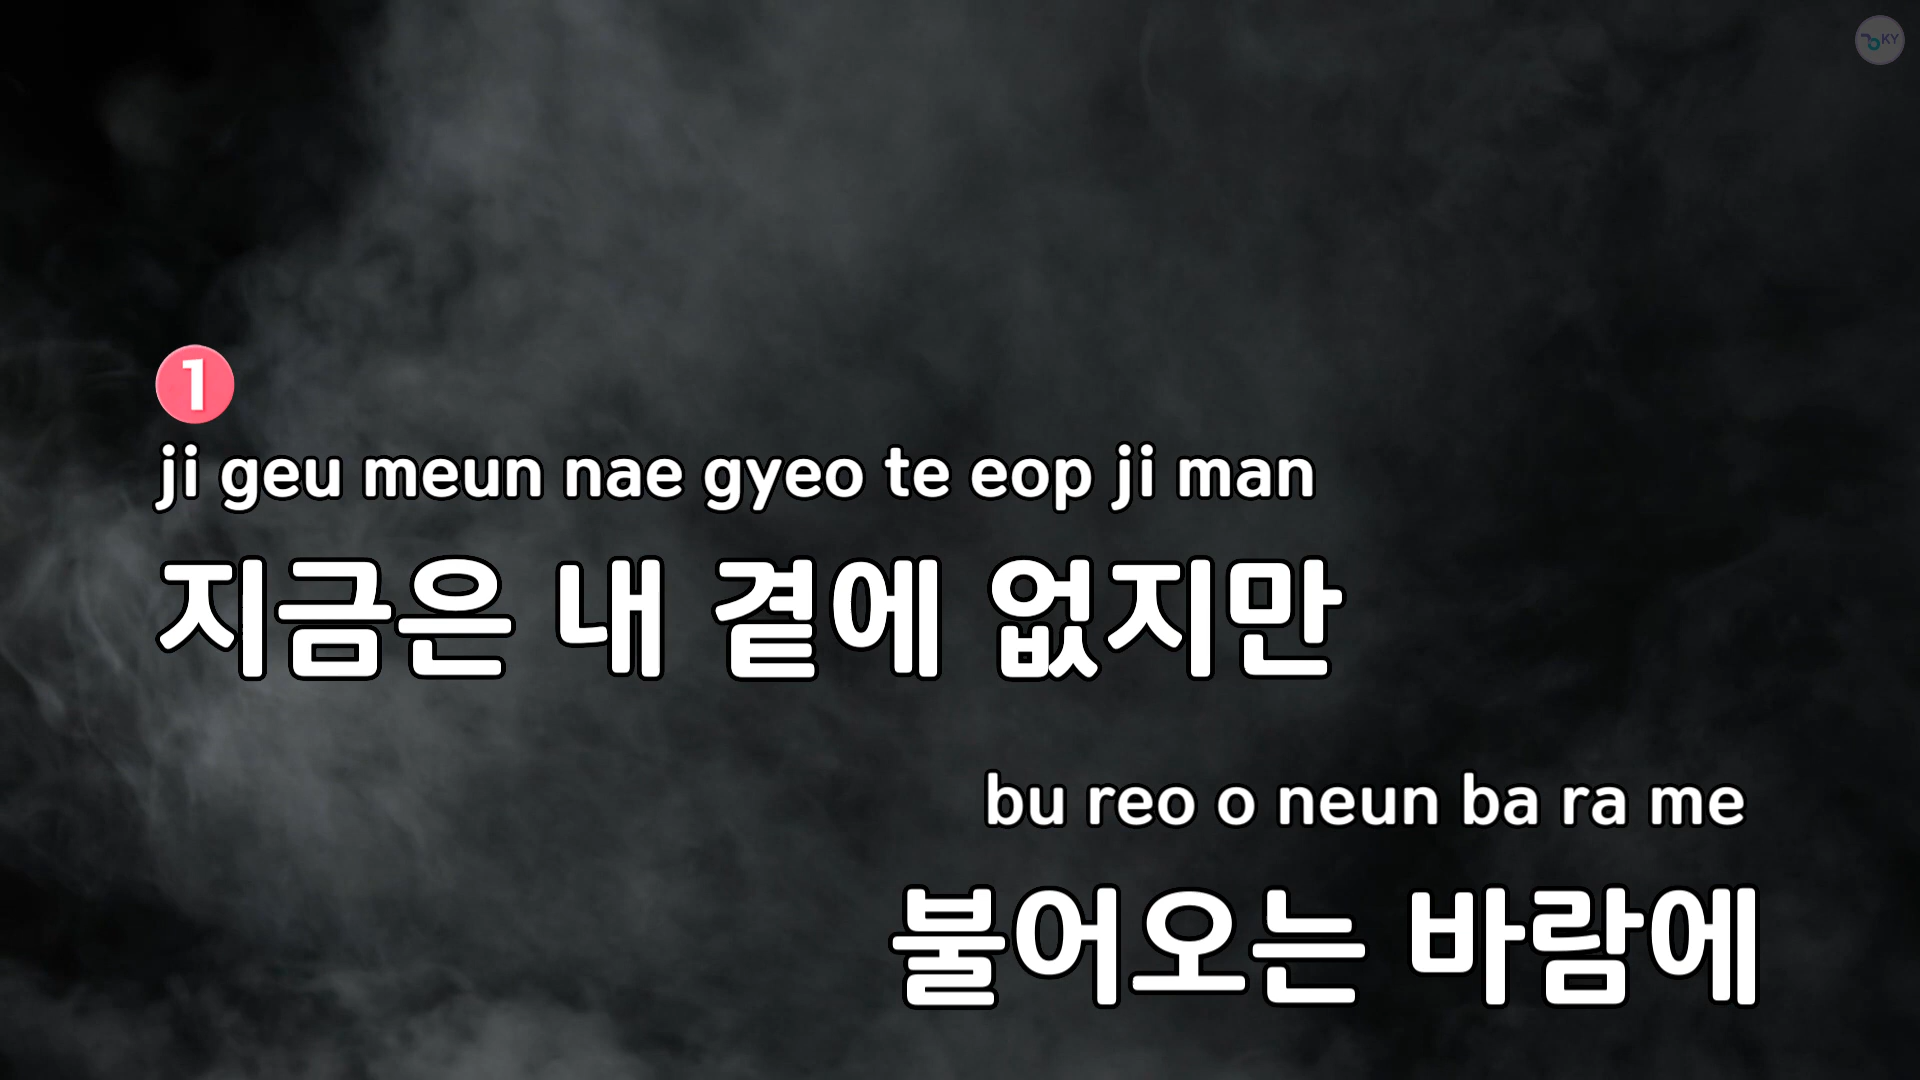 KY
1
ji geu meun nae gyeo te eop ji man
지금은 내 곁에 없지만
bu reo o neun ba ra me
불어오는 바람에